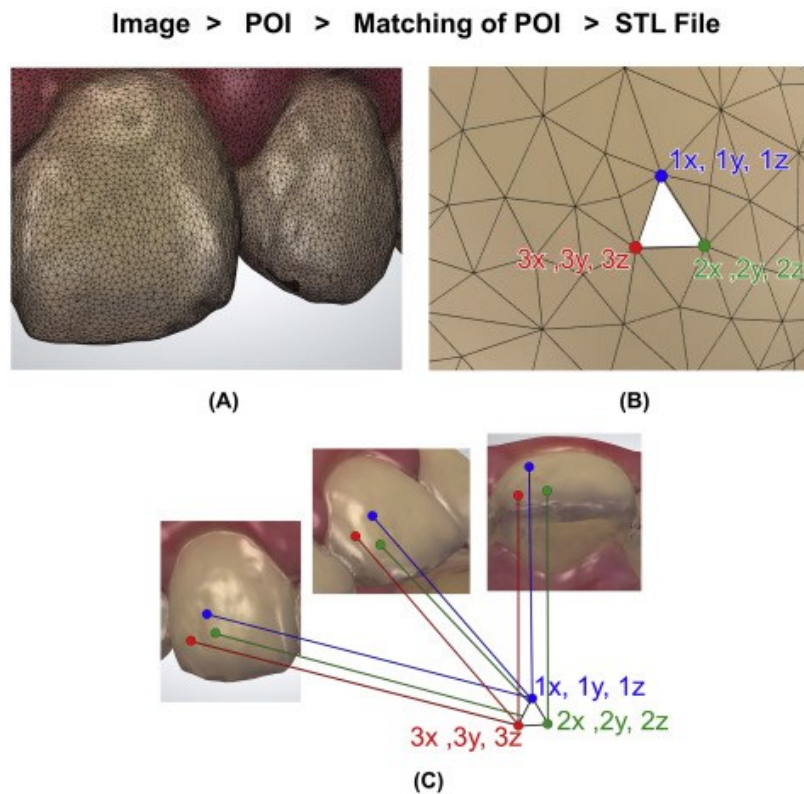 Image > POI > Matching of POI > STL File
1x, 1y, 1z
3x ,3y, 3z
2x ,2y, 2z
(A)
(B)
1x, 1y, 1z
3x ,3y, 3z
2x ,2y, 2z
(C)